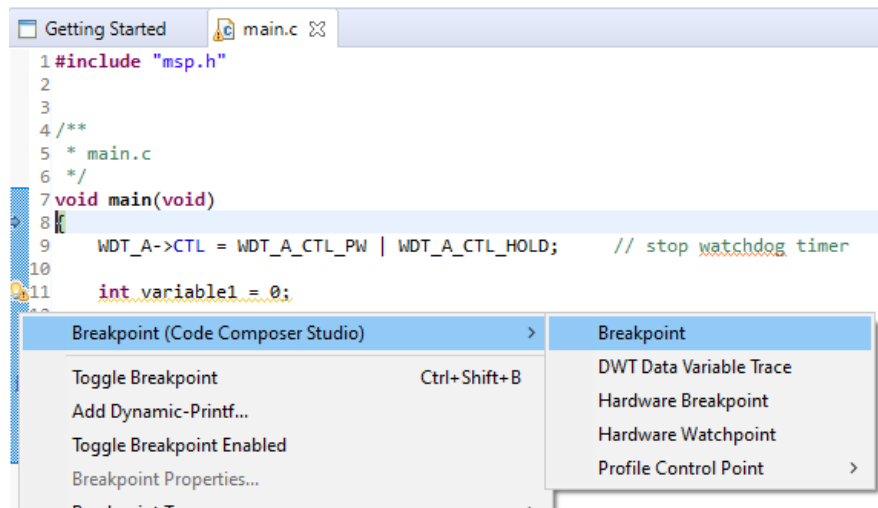 Getting Started main.c
1 #include "msp.h"
2
3
4 /**
5 * main.c
6 */
7 void main(void)
8 {
9 WDT_A->CTL = WDT_A_CTL_PW | WDT_A_CTL_HOLD; // stop watchdog timer
10
11 int variable1 = 0;
Breakpoint (Code Composer Studio) >
Toggle Breakpoint Ctrl+Shift+B
Add Dynamic-Printf...
Toggle Breakpoint Enabled
Breakpoint Properties...
Breakpoint
DWT Data Variable Trace
Hardware Breakpoint
Hardware Watchpoint
Profile Control Point >